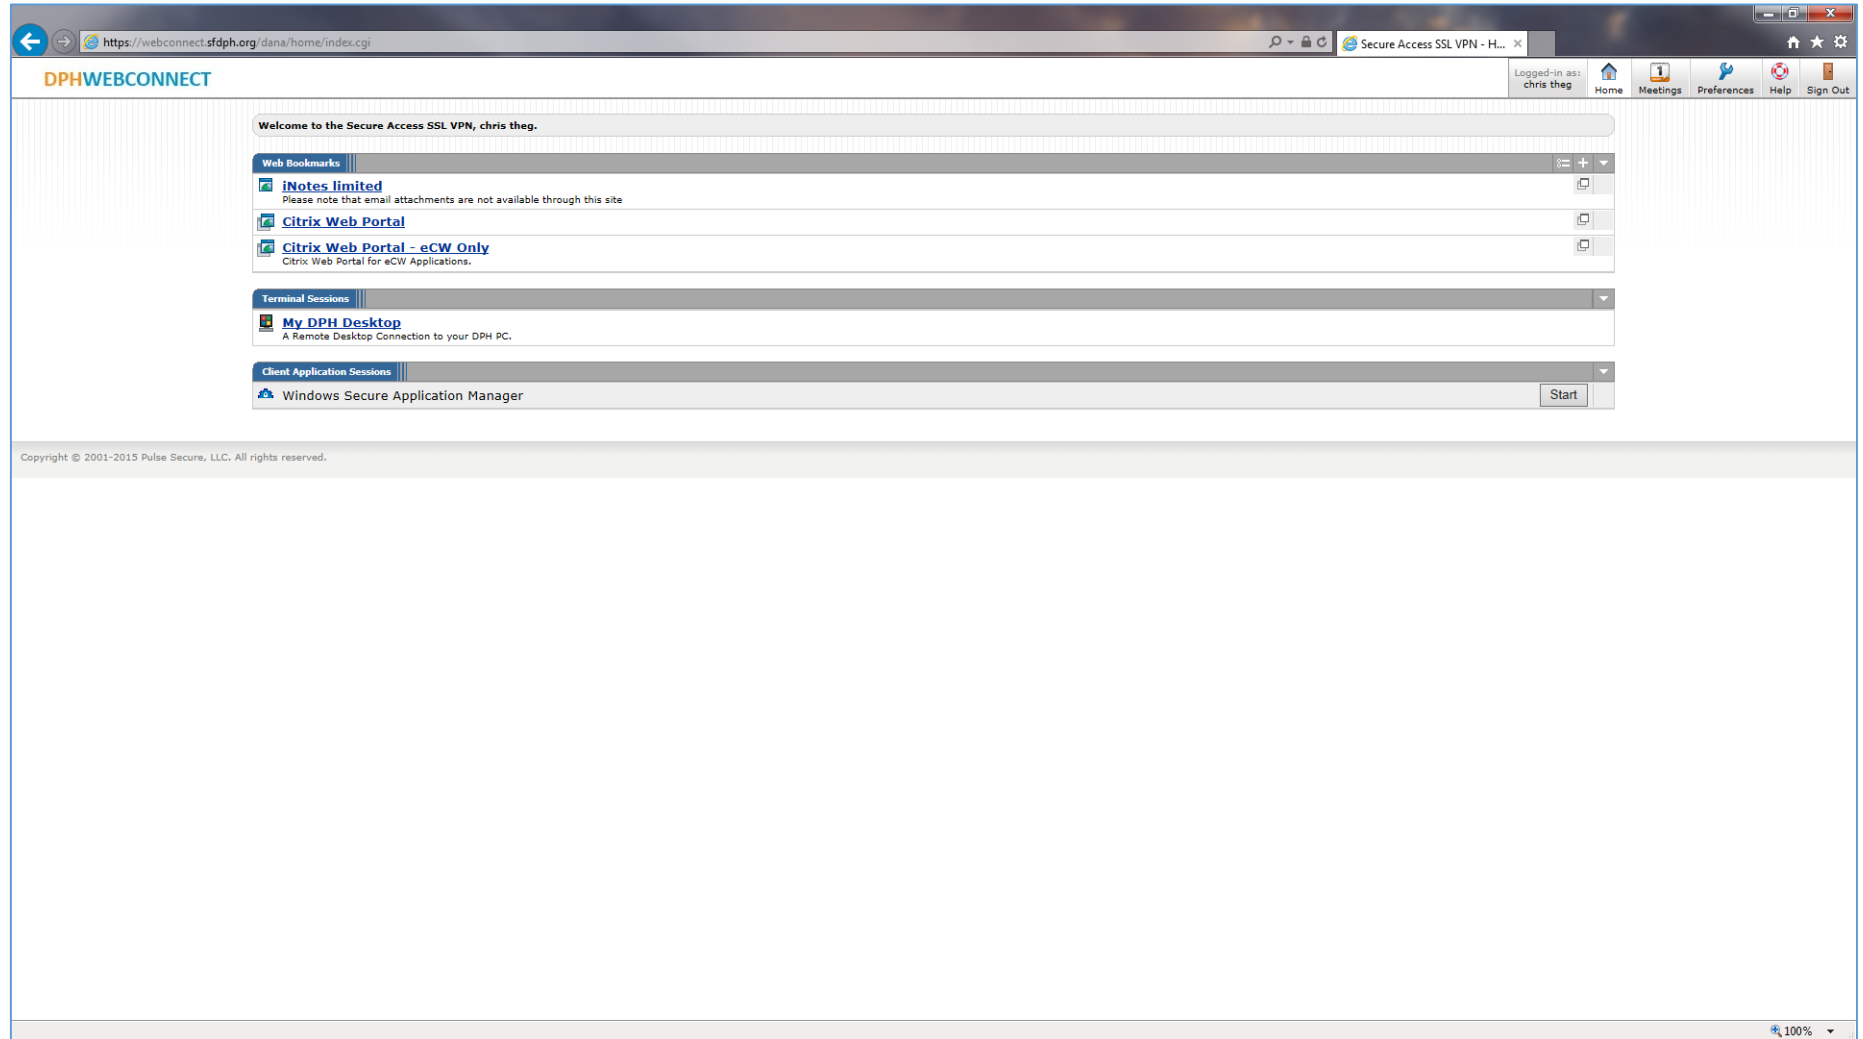 https://webconnect.sfdph.org/dana/home/index.cgi
Secure Access SSL VPN - H...
DPHWEBCONNECT
Logged-in as:
chris theg
Home
1
Meetings
Preferences
Help
Sign Out
Welcome to the Secure Access SSL VPN, chris theg.
Web Bookmarks
iNotes limited
Please note that email attachments are not available through this site
Citrix Web Portal
Citrix Web Portal - eCW Only
Citrix Web Portal for eCW Applications.
Terminal Sessions
My DPH Desktop
A Remote Desktop Connection to your DPH PC.
Client Application Sessions
Windows Secure Application Manager
Start
Copyright © 2001-2015 Pulse Secure, LLC. All rights reserved.
100%